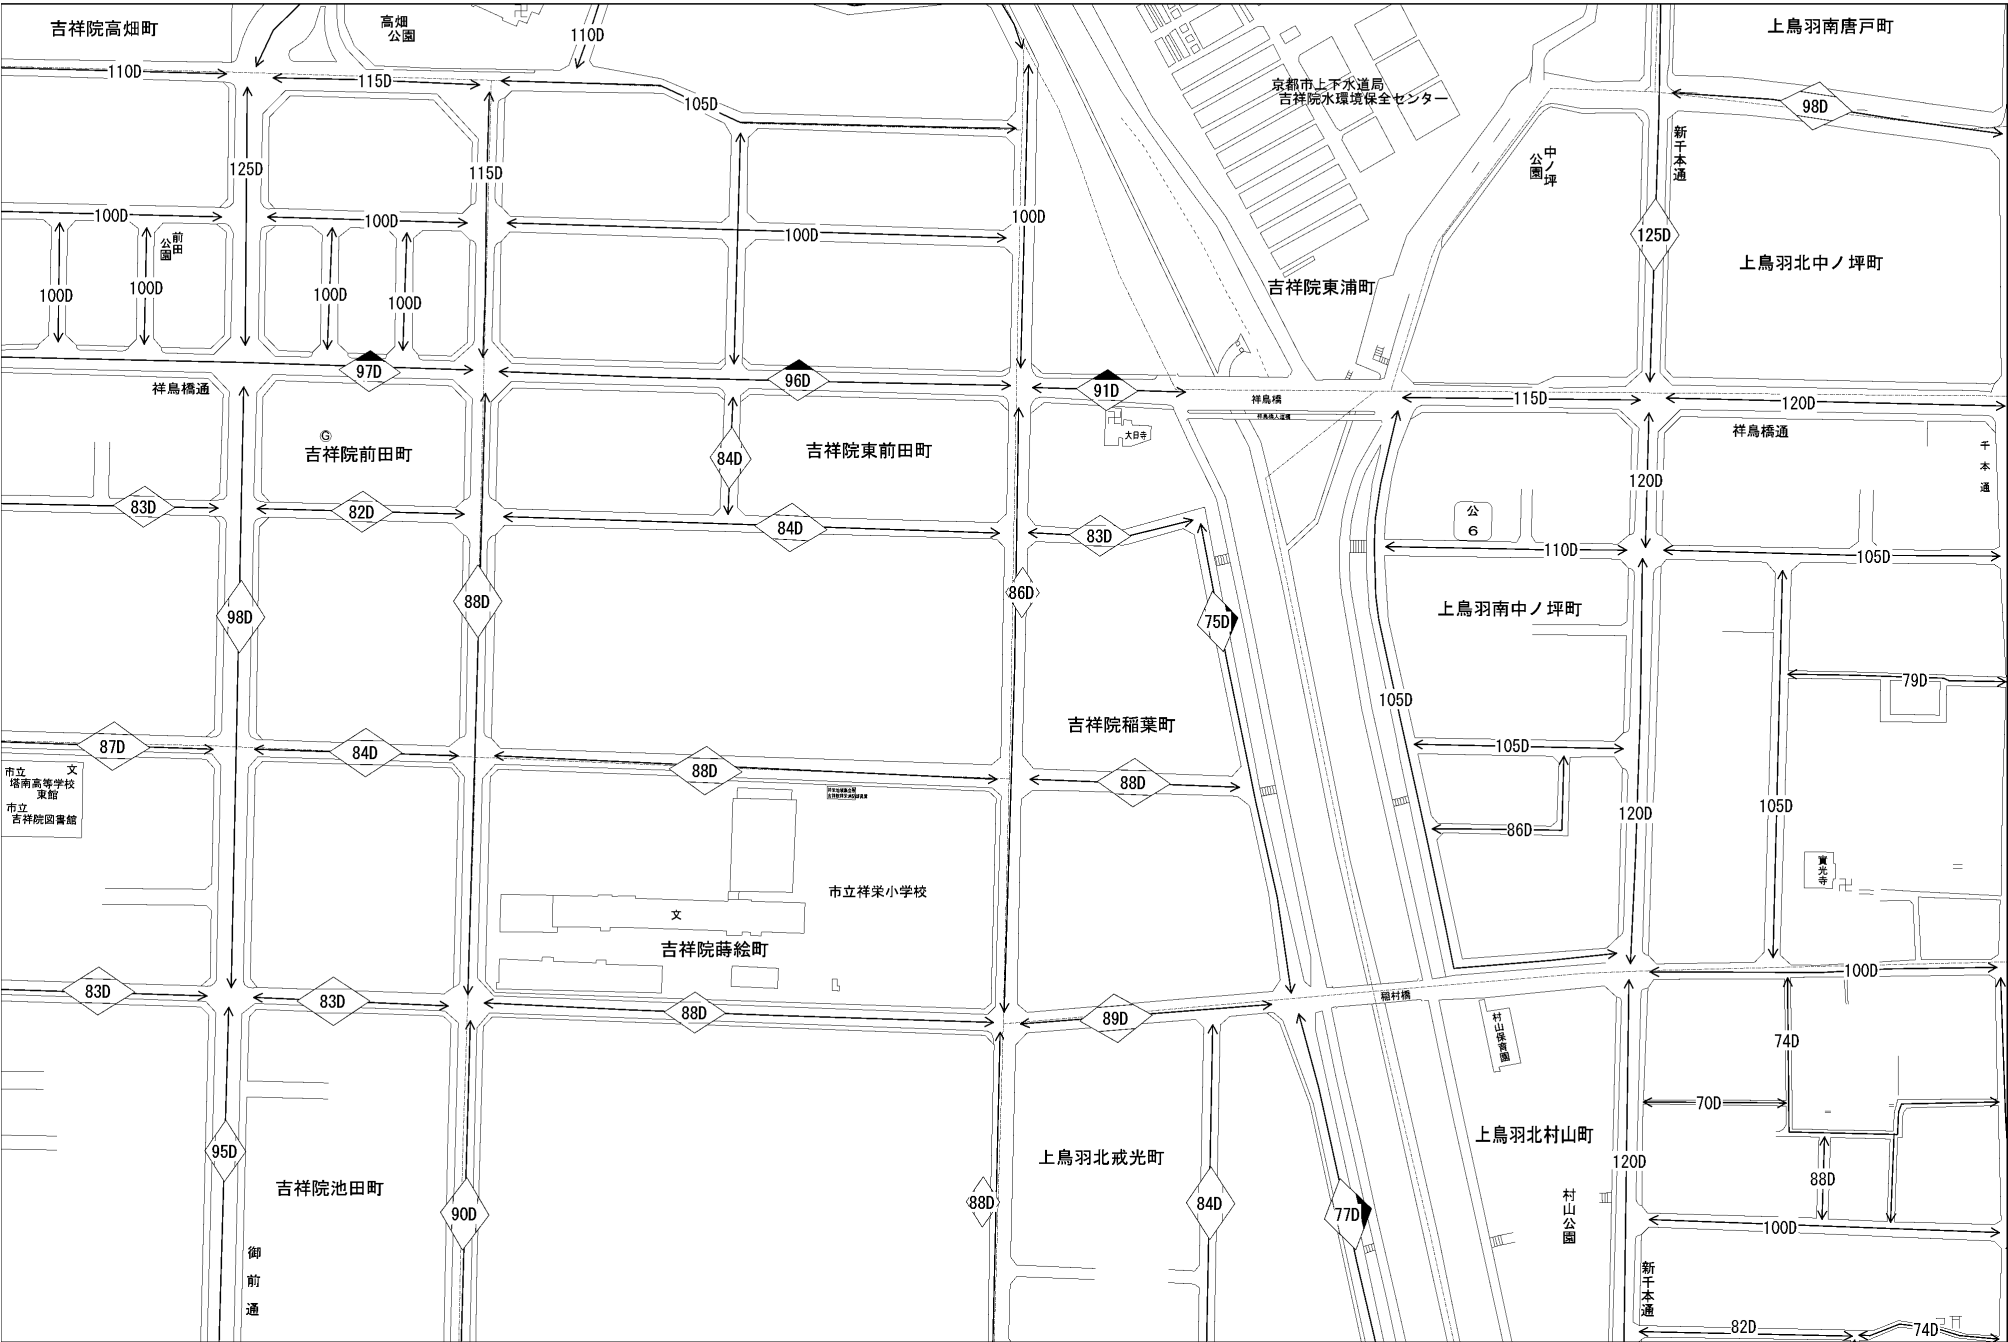 吉祥院高畑町
高畑
公園
110D
上鳥羽南唐戸町
110D
115D
105D
京都市上下水道局
吉祥院水環境保全センター
98D
新千本通
中ノ坪
公園
125D
115D
100D
100D
100D
100D
前田
公園
125D
上鳥羽北中ノ坪町
100D
100D
100D
100D
吉祥院東浦町
97D
96D
91D
祥鳥橋通
祥鳥橋
祥鳥橋人道橋
115D
120D
祥鳥橋通
G
吉祥院前田町
84D
吉祥院東前田町
大日寺
千本通
120D
83D
82D
84D
83D
公
6
110D
105D
98D
88D
86D
75D
上鳥羽南中ノ坪町
79D
105D
吉祥院稲葉町
87D
84D
88D
88D
105D
市立
文
塔南高等学校
東館
市立
吉祥院図書館
120D
105D
86D
市立祥栄小学校
文
吉祥院蒔絵町
寶光寺
83D
83D
88D
89D
稲村橋
100D
村山保育園
74D
70D
95D
吉祥院池田町
90D
88D
上鳥羽北戒光町
84D
77D
上鳥羽北村山町
村山公園
120D
88D
100D
御前通
新千本通
82D
74D